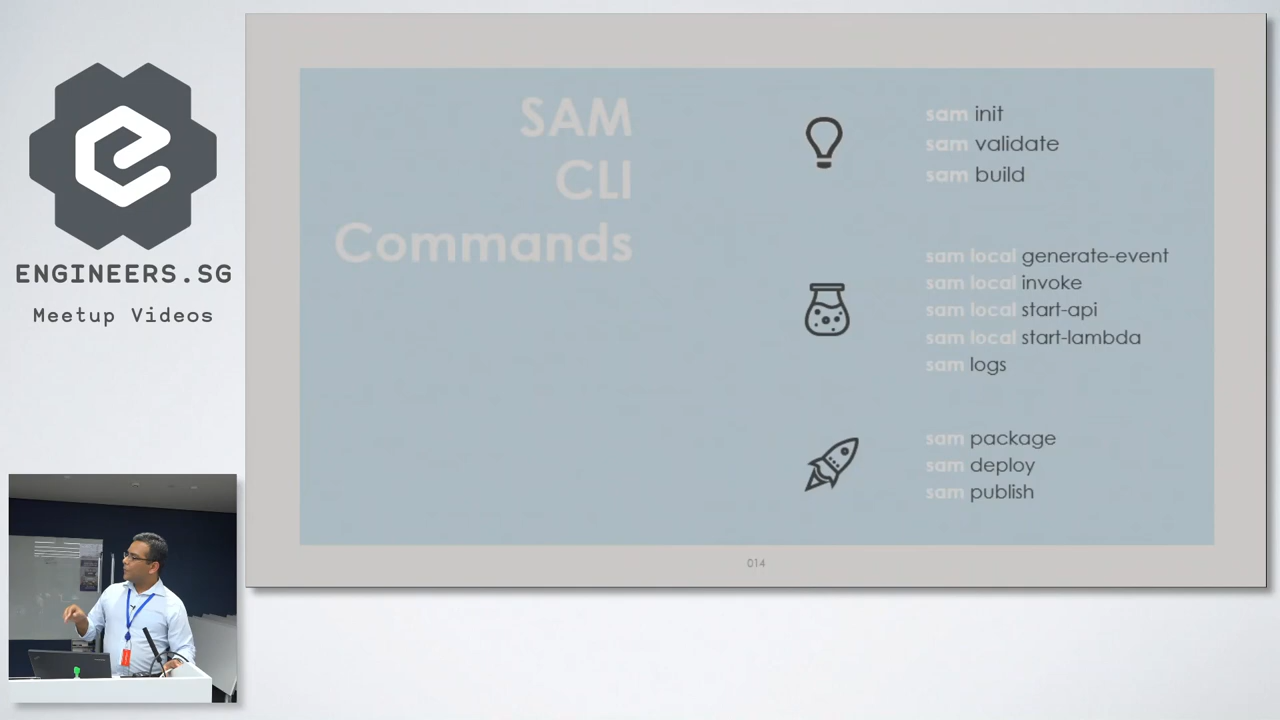 ENGINEERS.SG
Meetup Videos
SAM
CLI
Commands
sam init
sam validate
sam build
sam local generate-event
sam local invoke
sam local start-api
sam local start-lambda
sam logs
sam package
sam deploy
sam publish
014